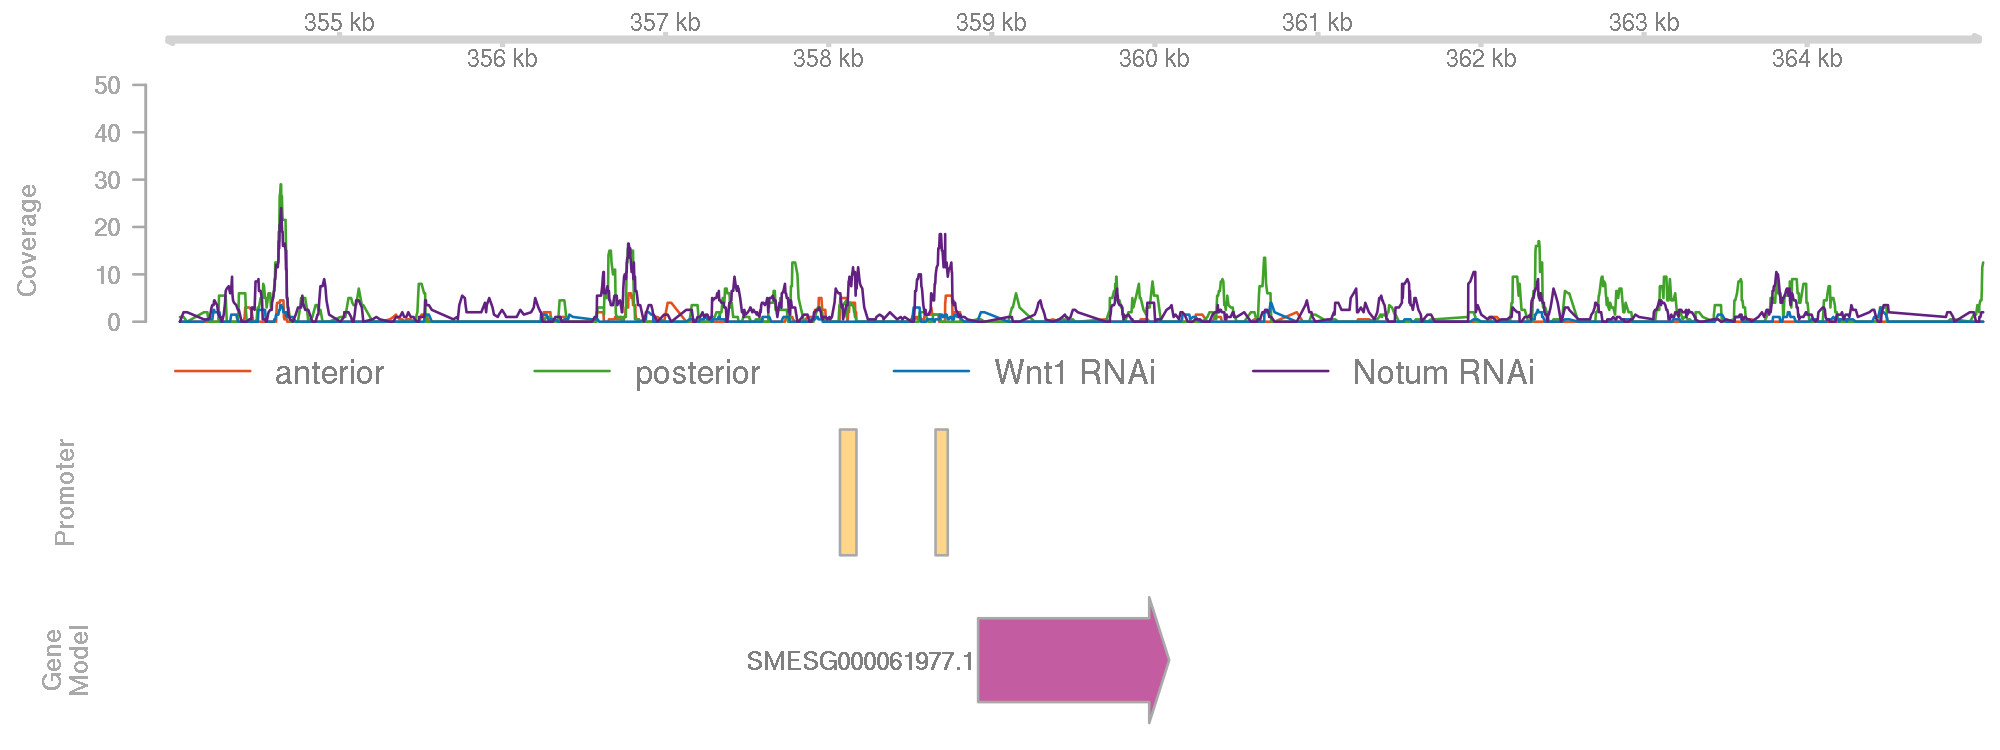 355 kb 357 kb 359 kb 361 kb 363 kb
356 kb 358 kb 360 kb 362 kb 364 kb
50
40
30
20
10
0
Coverage
anterior posterior Wnt1 RNAi Notum RNAi
Promoter
Gene
Model
SMESG000061977.1